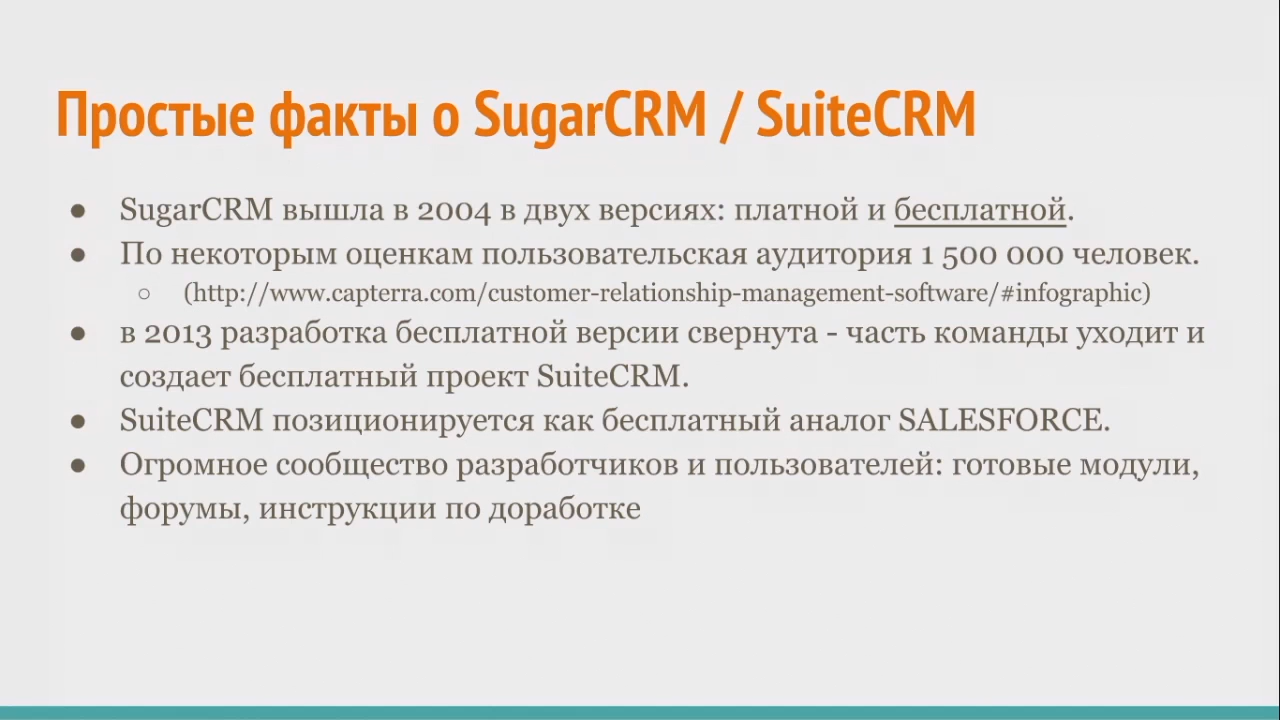 Простые факты о SugarCRM / SuiteCRM
● SugarCRM вышла в 2004 в двух версиях: платной и бесплатной.
● По некоторым оценкам пользовательская аудитория 1 500 000 человек.
○ (http://www.capterra.com/customer-relationship-management-software/#infographic)
● в 2013 разработка бесплатной версии свернута - часть команды уходит и
создает бесплатный проект SuiteCRM.
● SuiteCRM позиционируется как бесплатный аналог SALESFORCE.
● Огромное сообщество разработчиков и пользователей: готовые модули,
форумы, инструкции по доработке